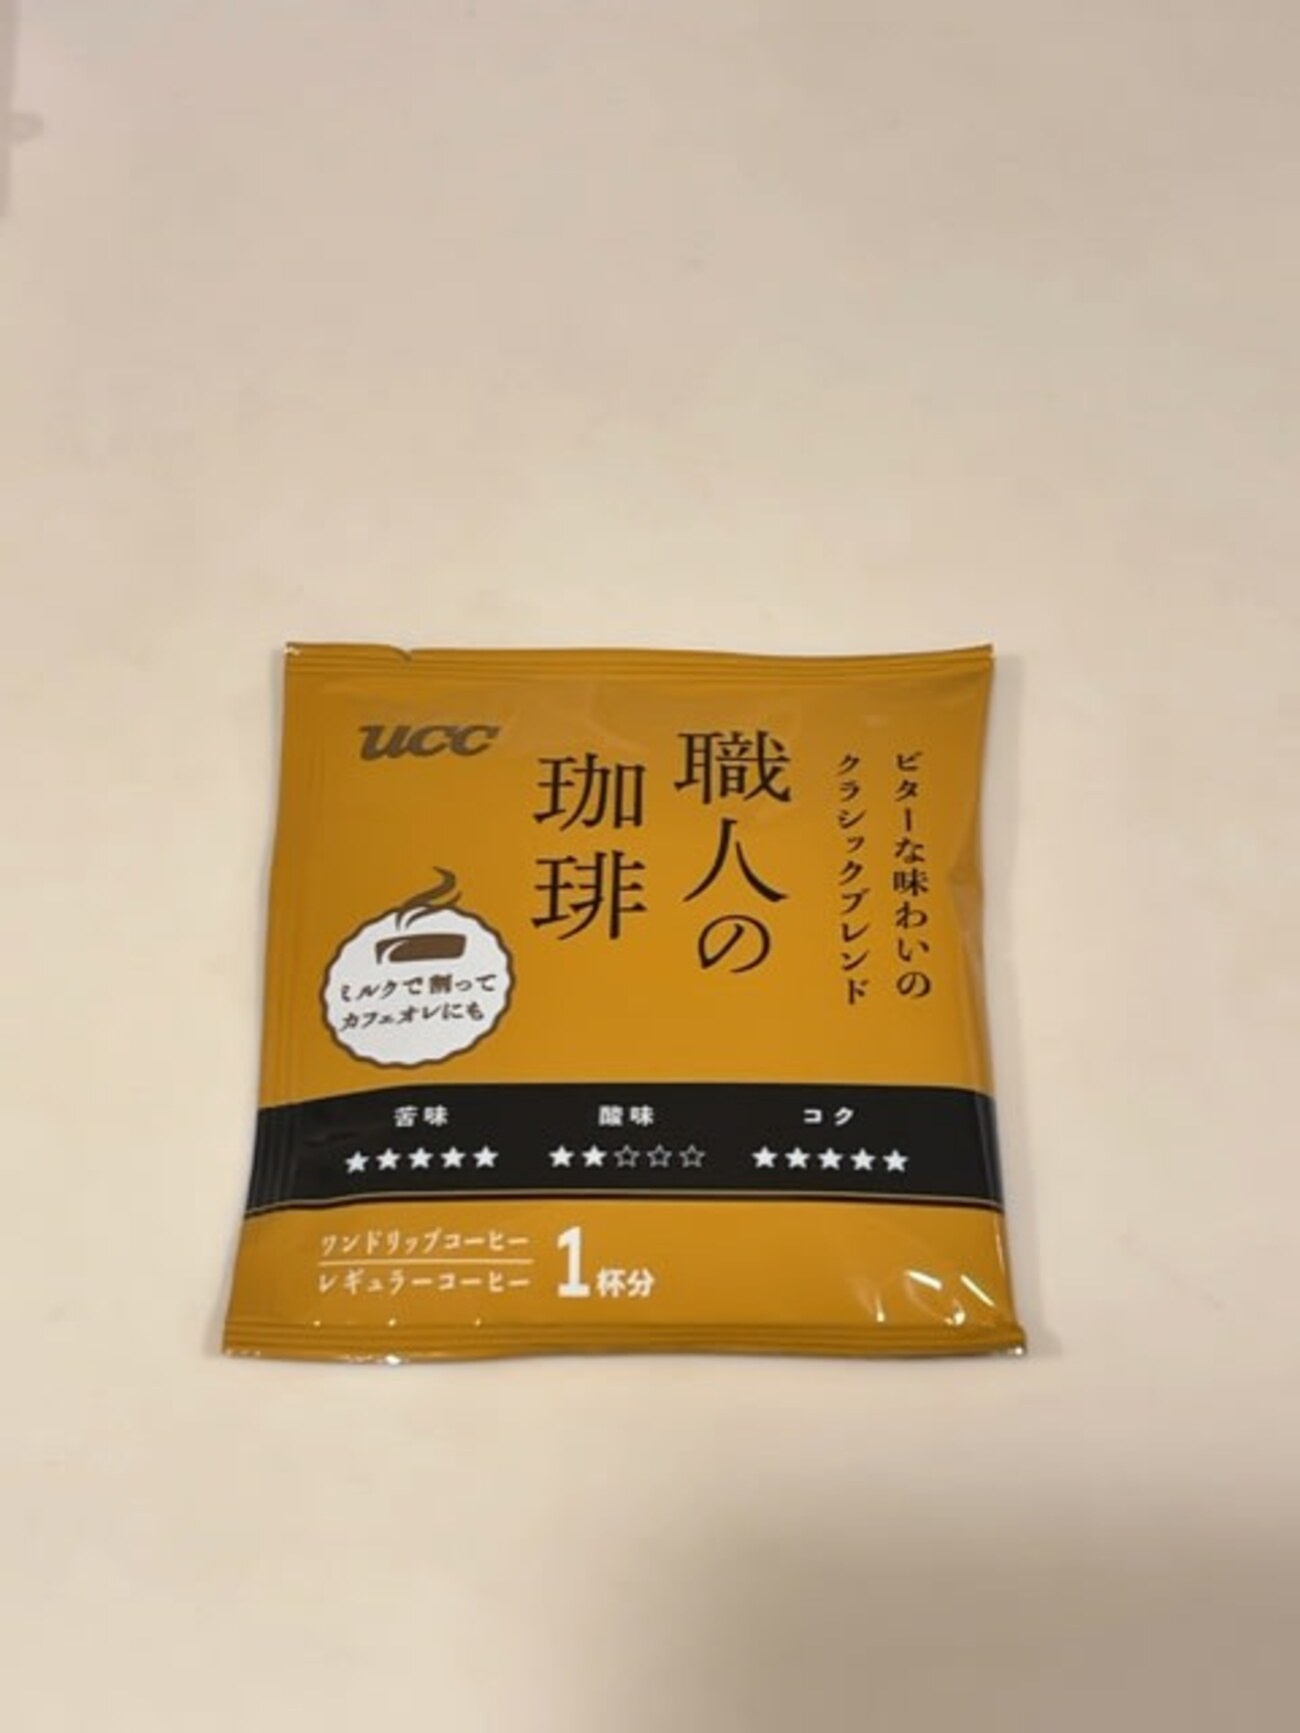 ucc
職人の
珈琲
ビターな味わいの
クラシックブレンド
ミルクで割って
カフェオレにも
苦味 酸味 コク
★★★★★ ★★☆☆☆ ★★★★★
ワンドリップコーヒー
レギュラーコーヒー
1杯分